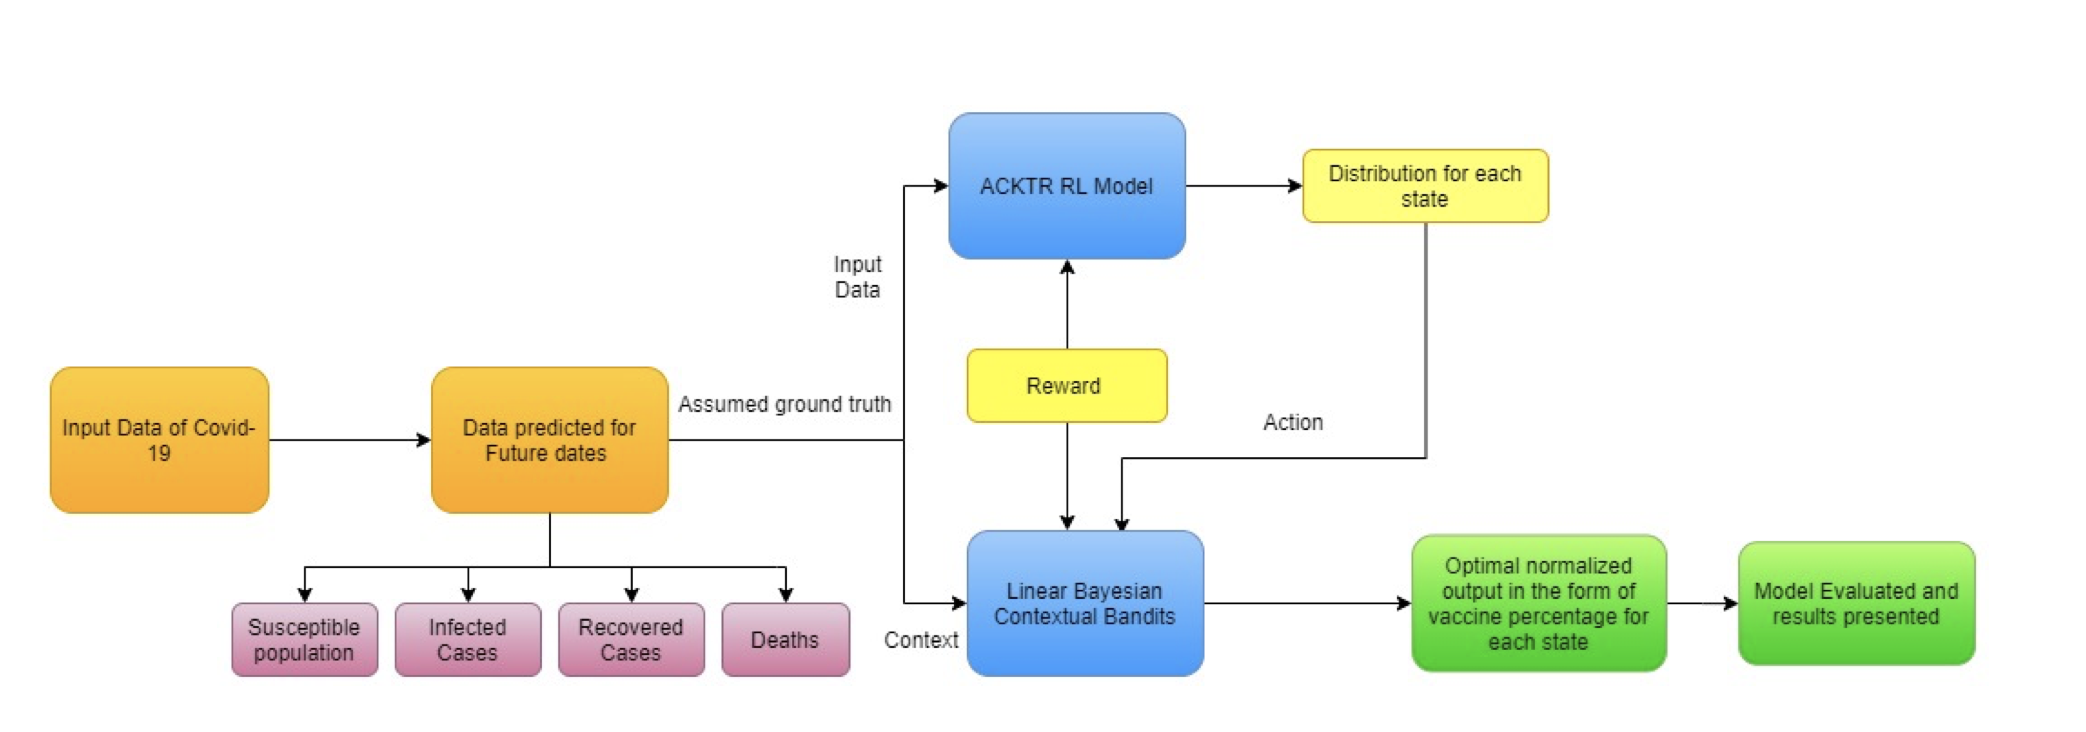 ACKTR RL Model
Distribution for each
state
Input
Data
Reward
Assumed ground truth
Action
Input Data of Covid-
19
Data predicted for
Future dates
Susceptible
population
Infected
Cases
Recovered
Cases
Deaths
Context
Linear Bayesian
Contextual Bandits
Optimal normalized
output in the form of
vaccine percentage for
each state
Model Evaluated and
results presented